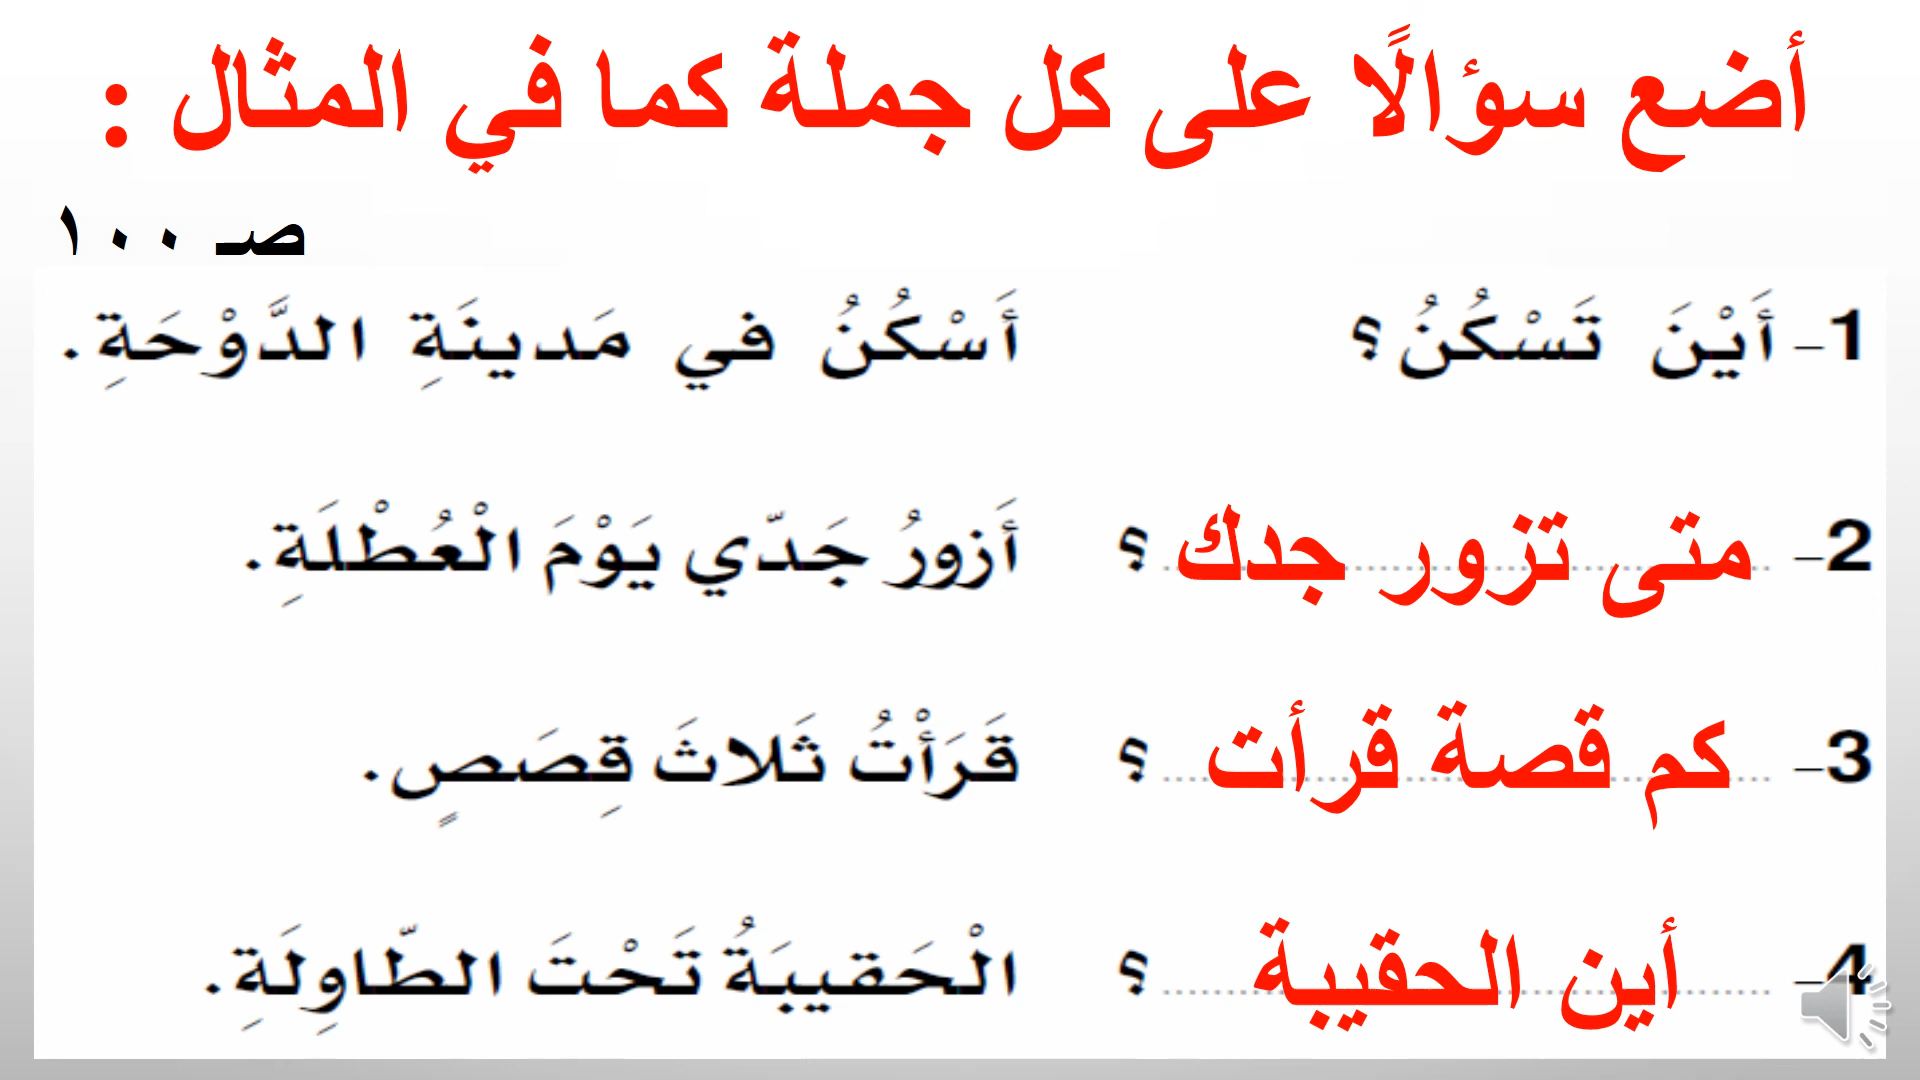 أضع سؤالًا على كل جملة كما في المثال :
صـ ١٠٠
1– أَيْنَ تَسْكُنُ؟ أَسْكُنُ في مَدينَةِ الدَّوْحَةِ.
2– متى تزور جدك ؟ أَزورُ جَدّي يَوْمَ الْعُطْلَةِ.
3– كم قصة قرأت ؟ قَرَأْتُ ثَلاثَ قِصَصٍ.
4– أين الحقيبة ؟ الْحَقيبَةُ تَحْتَ الطّاوِلَةِ.